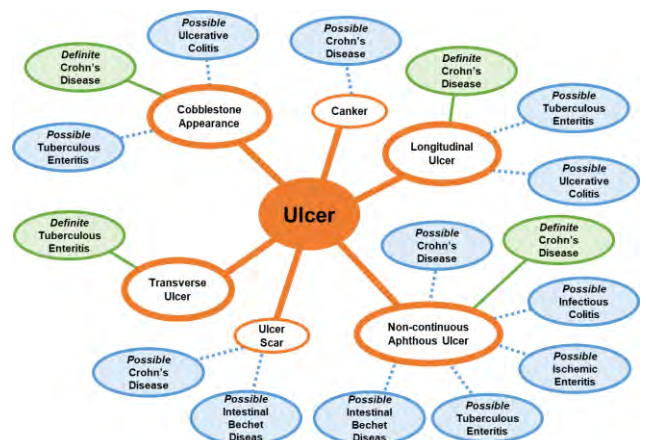 Possible
Ulcerative
Colitis
Possible
Crohn's
Disease
Definite
Crohn's
Disease
Definite
Crohn's
Disease
Cobblestone
Appearance
Canker
Possible
Tuberculous
Enteritis
Possible
Tuberculous
Enteritis
Longitudinal
Ulcer
Possible
Ulcerative
Colitis
Ulcer
Definite
Tuberculous
Enteritis
Possible
Crohn's
Disease
Definite
Crohn's
Disease
Transverse
Ulcer
Possible
Infectious
Colitis
Ulcer
Scar
Non-continuous
Aphthous Ulcer
Possible
Crohn's
Disease
Possible
Ischemic
Enteritis
Possible
Intestinal
Bechet
Diseas
Possible
Intestinal
Bechet
Diseas
Possible
Tuberculous
Enteritis